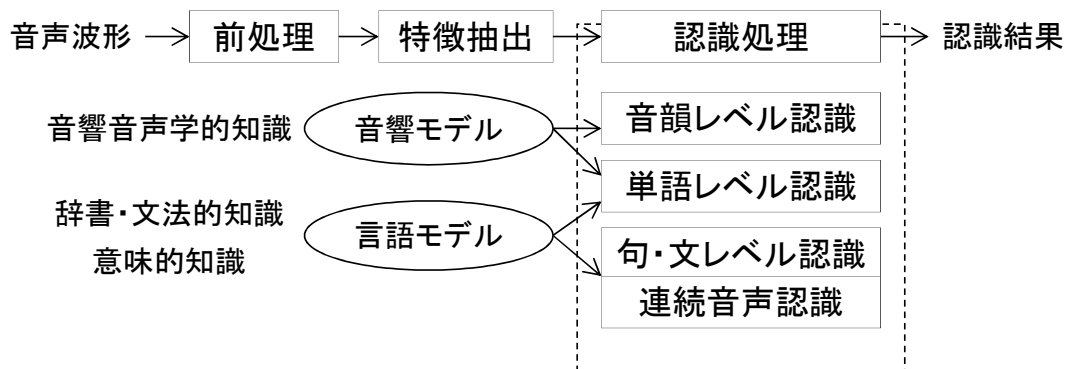 音声波形
前処理
特徴抽出
認識処理
認識結果
音響音声学的知識
音響モデル
音韻レベル認識
単語レベル認識
辞書・文法的知識
意味的知識
言語モデル
句・文レベル認識
連続音声認識